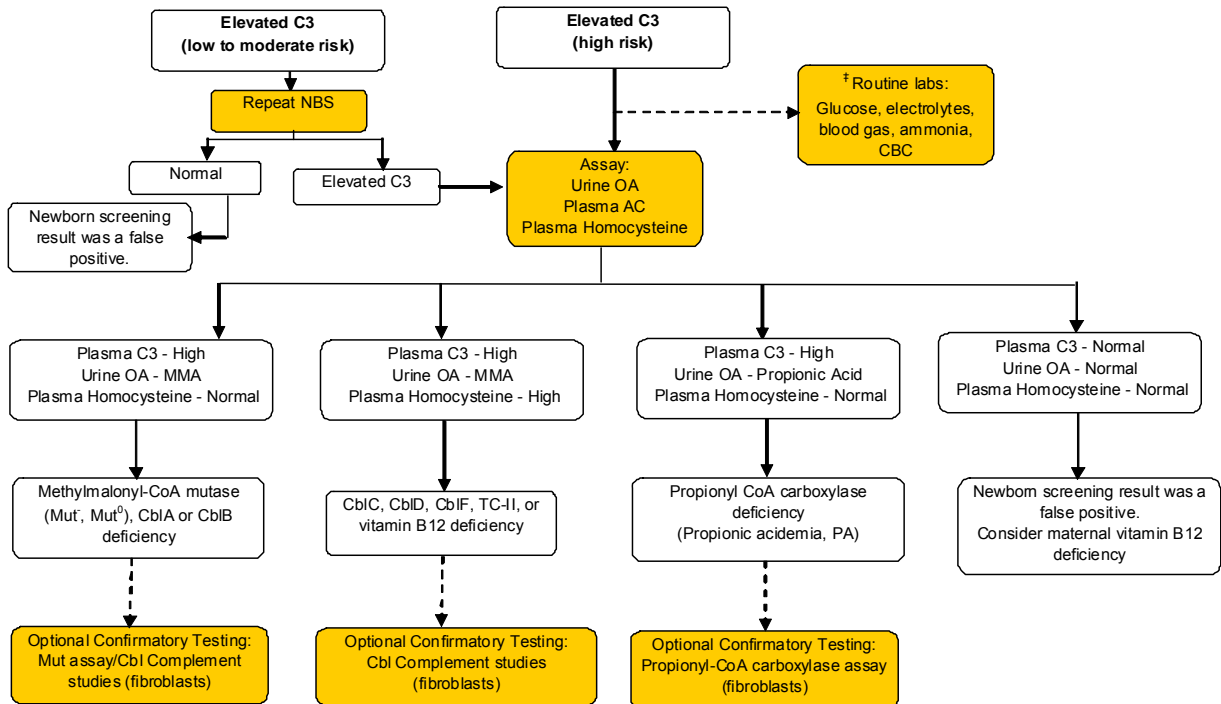 Elevated C3
(low to moderate risk)
Elevated C3
(high risk)
Repeat NBS
‡ Routine labs:
Glucose, electrolytes,
blood gas, ammonia,
CBC
Normal
Elevated C3
Assay:
Urine OA
Plasma AC
Plasma Homocysteine
Newborn screening
result was a false
positive.
Plasma C3 - High
Urine OA - MMA
Plasma Homocysteine - Normal
Plasma C3 - High
Urine OA - MMA
Plasma Homocysteine - High
Plasma C3 - High
Urine OA - Propionic Acid
Plasma Homocysteine - Normal
Plasma C3 - Normal
Urine OA - Normal
Plasma Homocysteine - Normal
Methylmalonyl-CoA mutase
(Mut⁻, Mut⁰), CblA or CblB
deficiency
CblC, CblD, CblF, TC-II, or
vitamin B12 deficiency
Propionyl CoA carboxylase
deficiency
(Propionic acidemia, PA)
Newborn screening result was a
false positive.
Consider maternal vitamin B12
deficiency
Optional Confirmatory Testing:
Mut assay/Cbl Complement
studies (fibroblasts)
Optional Confirmatory Testing:
Cbl Complement studies
(fibroblasts)
Optional Confirmatory Testing:
Propionyl-CoA carboxylase assay
(fibroblasts)